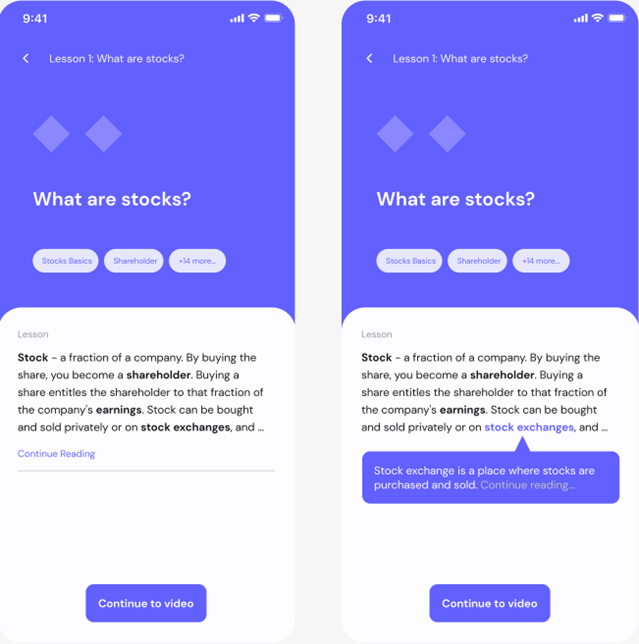 9:41
Lesson 1: What are stocks?
What are stocks?
Stocks Basics
Shareholder
+14 more...
Lesson
Stock - a fraction of a company. By buying the
share, you become a shareholder. Buying a
share entitles the shareholder to that fraction of
the company's earnings. Stock can be bought
and sold privately or on stock exchanges, and ...
Continue Reading
Continue to video
9:41
Lesson 1: What are stocks?
What are stocks?
Stocks Basics
Shareholder
+14 more...
Lesson
Stock - a fraction of a company. By buying the
share, you become a shareholder. Buying a
share entitles the shareholder to that fraction of
the company's earnings. Stock can be bought
and sold privately or on stock exchanges, and ...
Stock exchange is a place where stocks are
purchased and sold. Continue reading...
Continue to video